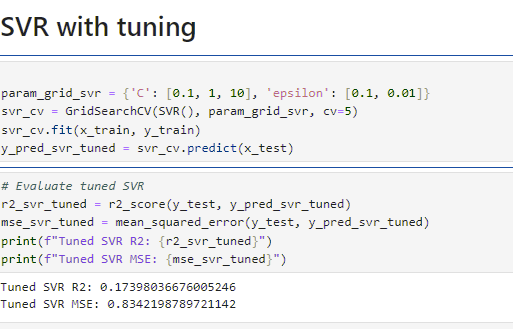 SVR with tuning
param_grid_svr = {'C': [0.1, 1, 10], 'epsilon': [0.1, 0.01]}
svr_cv = GridSearchCV(SVR(), param_grid_svr, cv=5)
svr_cv.fit(x_train, y_train)
y_pred_svr_tuned = svr_cv.predict(x_test)
# Evaluate tuned SVR
r2_svr_tuned = r2_score(y_test, y_pred_svr_tuned)
mse_svr_tuned = mean_squared_error(y_test, y_pred_svr_tuned)
print(f"Tuned SVR R2: {r2_svr_tuned}")
print(f"Tuned SVR MSE: {mse_svr_tuned}")
Tuned SVR R2: 0.17398036676005246
Tuned SVR MSE: 0.8342198789721142